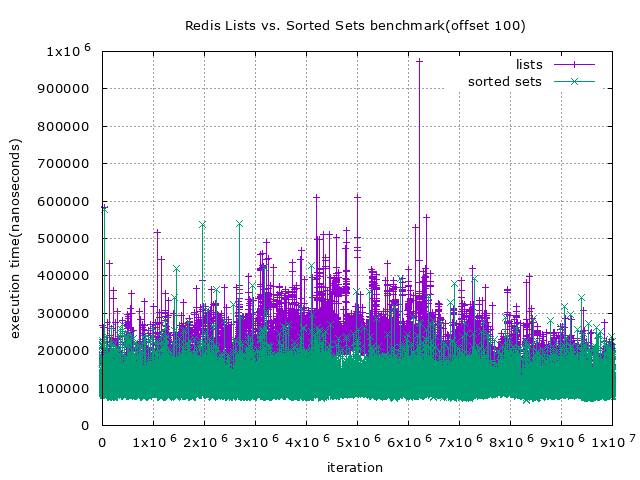 Redis Lists vs. Sorted Sets benchmark(offset 100)
execution time(nanoseconds)
1x10^6
900000
800000
700000
600000
500000
400000
300000
200000
100000
0
lists
sorted sets
0 1x10^6 2x10^6 3x10^6 4x10^6 5x10^6 6x10^6 7x10^6 8x10^6 9x10^6 1x10^7
iteration